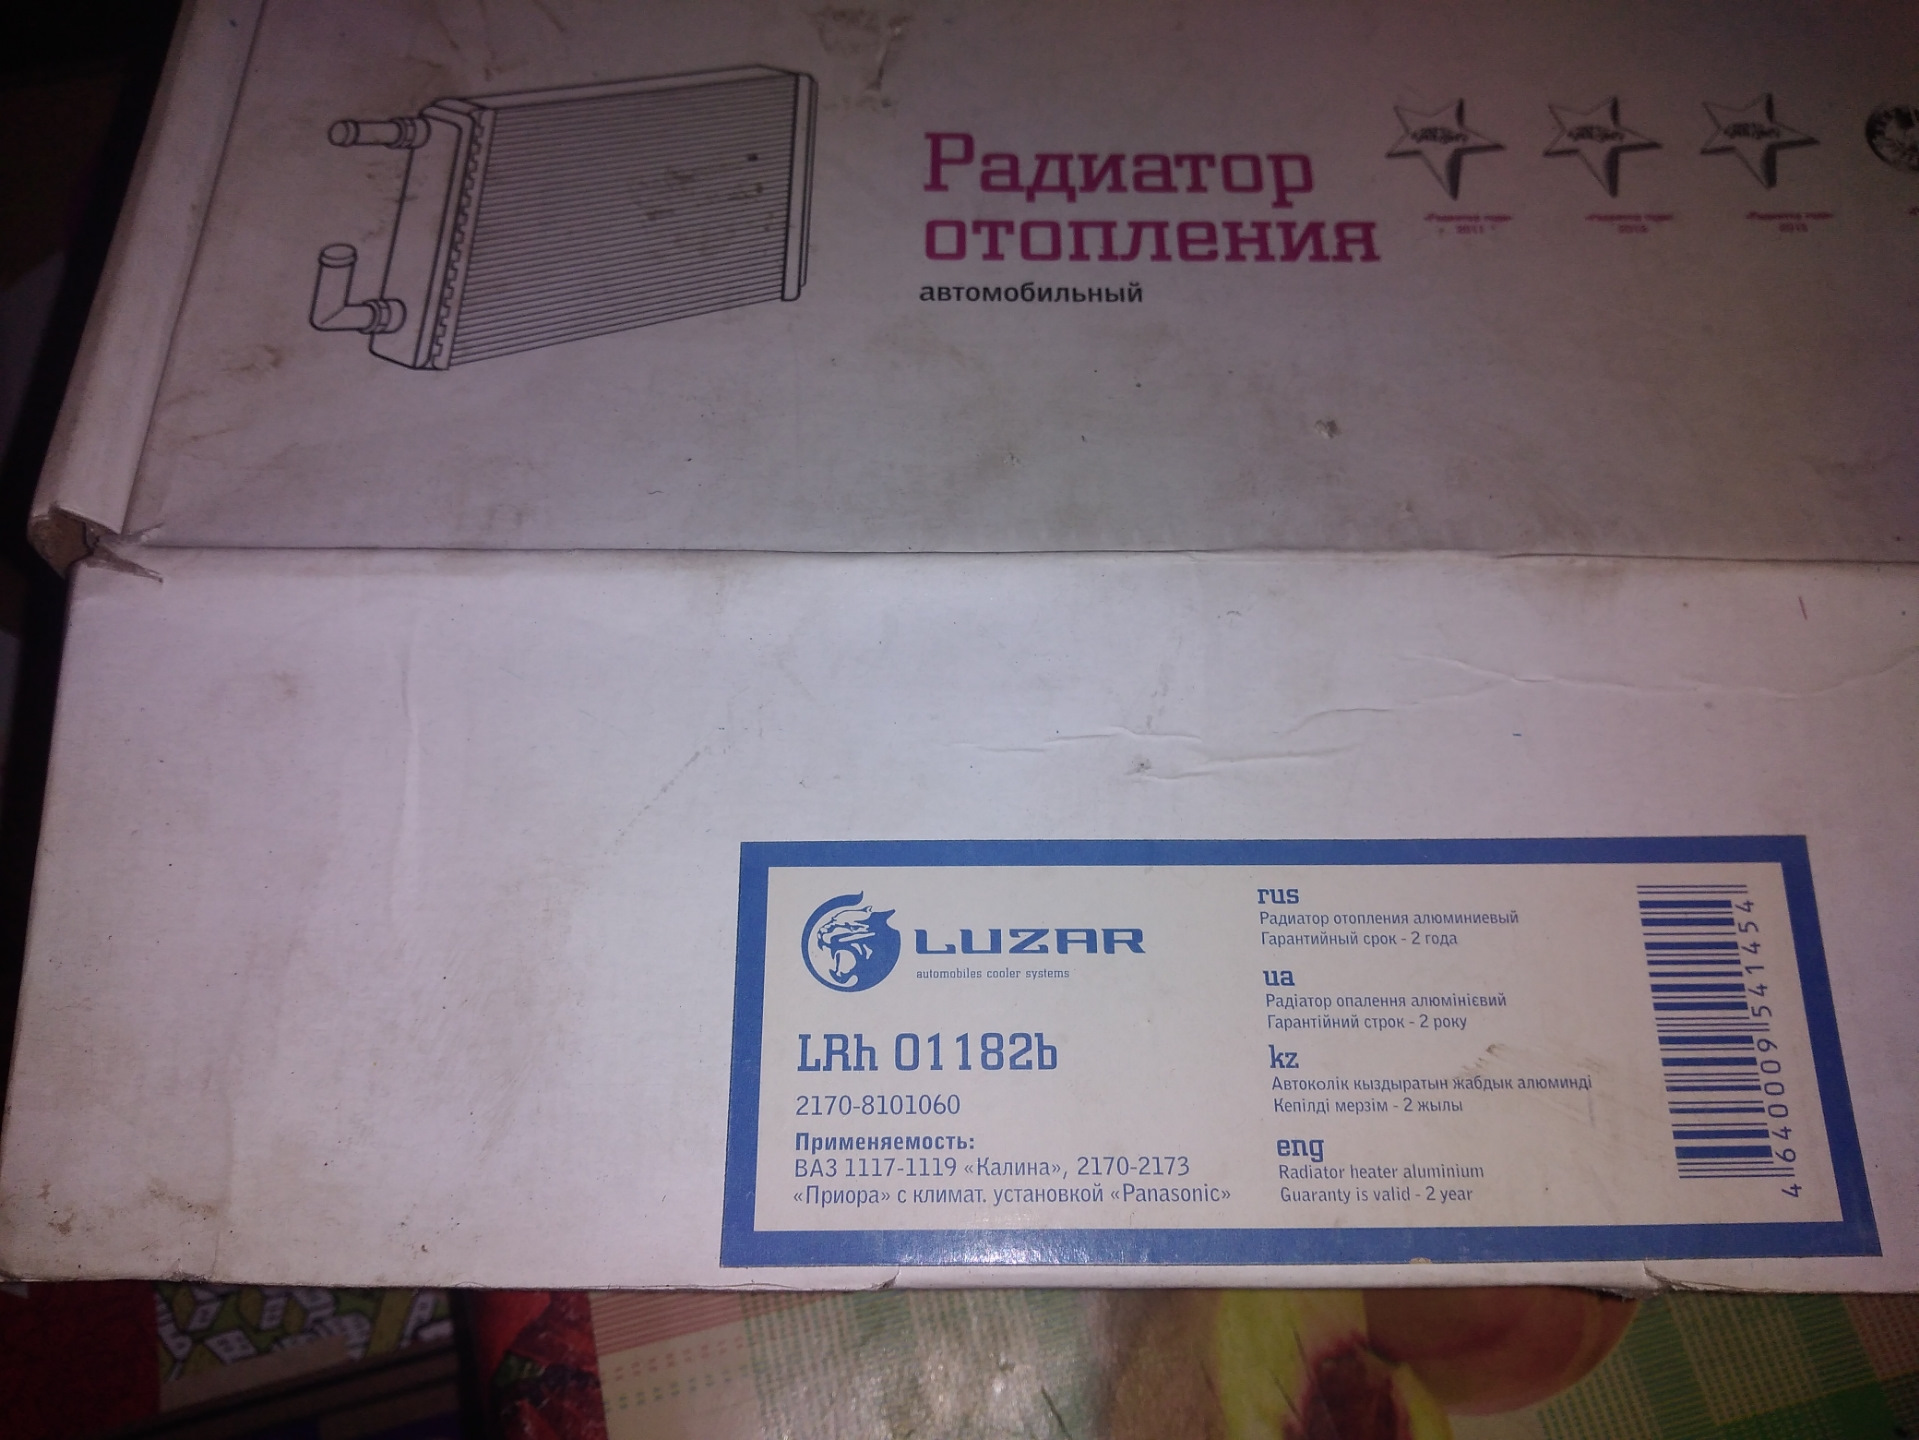 Радиатор
отопления
автомобильный
LUZAR
automobiles cooler systems
LRh 01182b
2170-8101060
Применяемость:
ВАЗ 1117-1119 «Калина», 2170-2173
«Приора» с климат. установкой «Panasonic»
rus
Радиатор отопления алюминиевый
Гарантийный срок - 2 года
ua
Радіатор опалення алюмінієвий
Гарантійний строк - 2 року
kz
Автоколік кыздыратын жабдык алюминді
Кепілді мерзім - 2 жылы
eng
Radiator heater aluminium
Guaranty is valid - 2 year
4640009541454